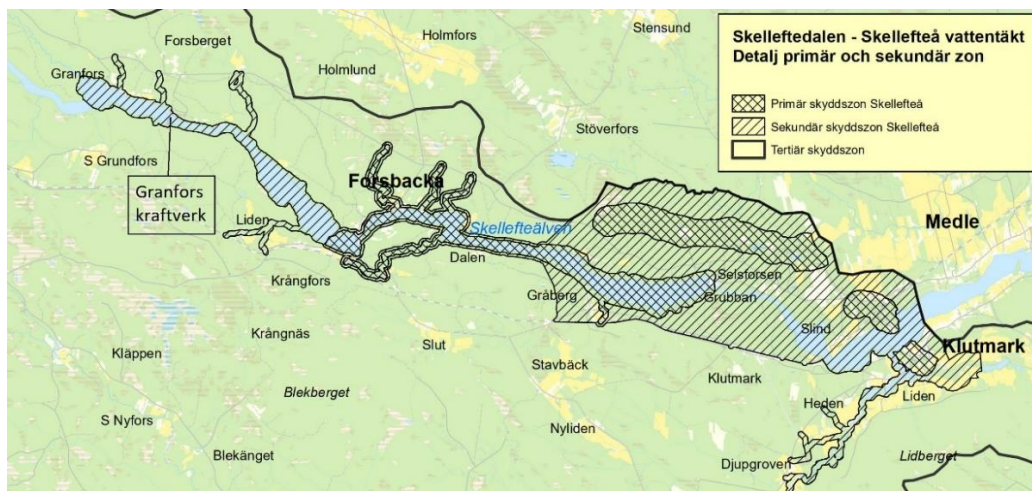 Skelleftedalen - Skellefteå vattentäkt
Detalj primär och sekundär zon
Primär skyddszon Skellefteå
Sekundär skyddszon Skellefteå
Tertiär skyddszon
Forsberget
Holmfors
Stensund
Granfors
Holmlund
Stöverfors
S Grundfors
Granfors
kraftverk
Forsbacka
Liden
Skellefteälven
Medle
Dalen
Selsforsen
Krångfors
Gråberg
Grubban
Slind
Krångnäs
Slut
Kläppen
Stavbäck
Klutmark
Klutmark
Blekberget
Heden
Liden
S Nyfors
Nyliden
Blekänget
Djupgroven
Lidberget